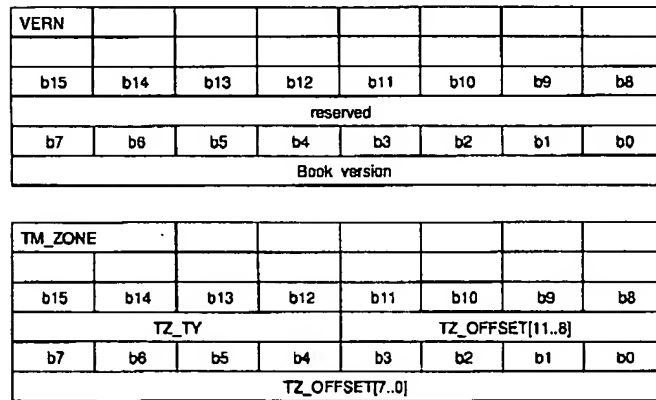 VERN
b15 b14 b13 b12 b11 b10 b9 b8
reserved
b7 b6 b5 b4 b3 b2 b1 b0
Book version
TM_ZONE
b15 b14 b13 b12 b11 b10 b9 b8
TZ_TY TZ_OFFSET[11..8]
b7 b6 b5 b4 b3 b2 b1 b0
TZ_OFFSET[7..0]